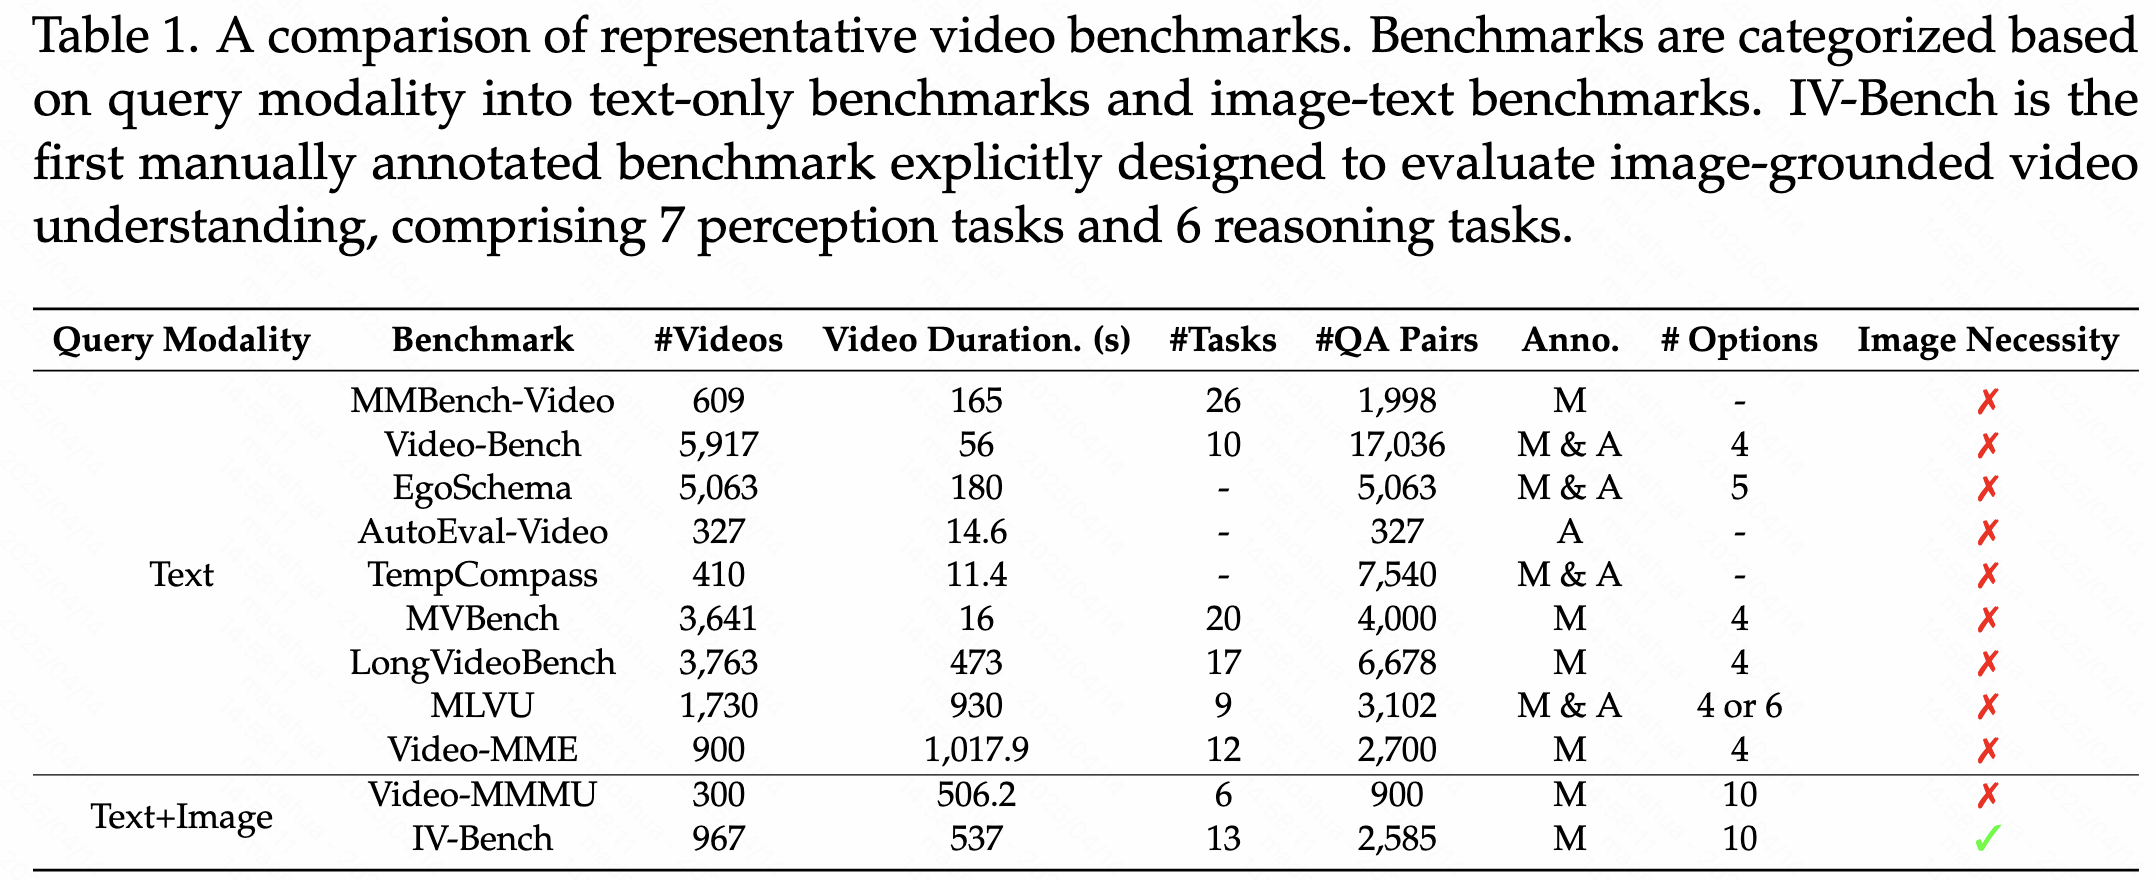 Table 1. A comparison of representative video benchmarks. Benchmarks are categorized based
on query modality into text-only benchmarks and image-text benchmarks. IV-Bench is the
first manually annotated benchmark explicitly designed to evaluate image-grounded video
understanding, comprising 7 perception tasks and 6 reasoning tasks.
Query Modality Benchmark #Videos Video Duration. (s) #Tasks #QA Pairs Anno. # Options Image Necessity
MMBench-Video 609 165 26 1,998 M - ✗
Video-Bench 5,917 56 10 17,036 M & A 4 ✗
EgoSchema 5,063 180 - 5,063 M & A 5 ✗
AutoEval-Video 327 14.6 - 327 A - ✗
Text TempCompass 410 11.4 - 7,540 M & A - ✗
MVBench 3,641 16 20 4,000 M 4 ✗
LongVideoBench 3,763 473 17 6,678 M 4 ✗
MLVU 1,730 930 9 3,102 M & A 4 or 6 ✗
Video-MME 900 1,017.9 12 2,700 M 4 ✗
Text+Image
Video-MMMU 300 506.2 6 900 M 10 ✗
IV-Bench 967 537 13 2,585 M 10 ✓